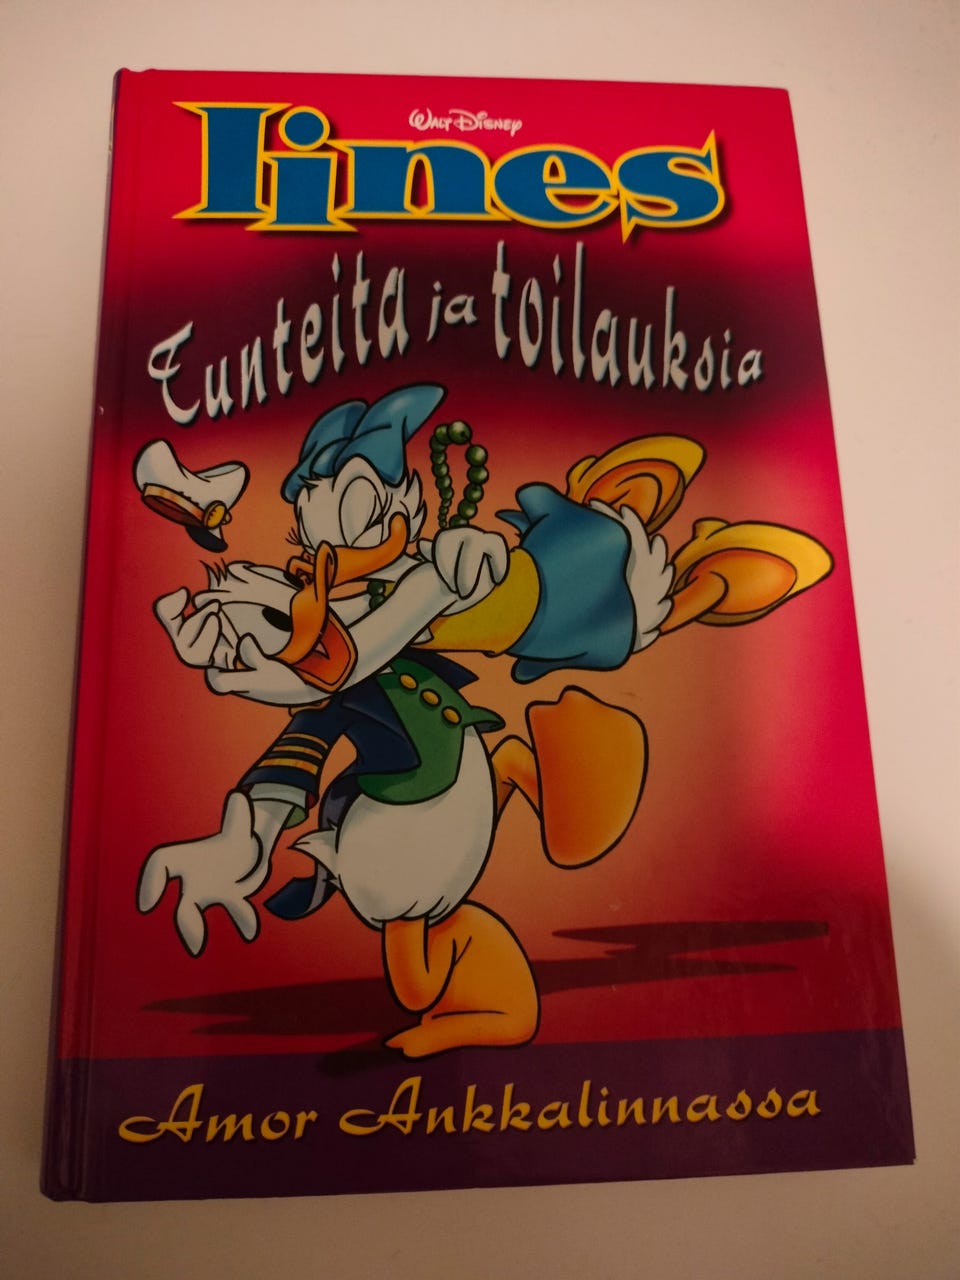 Walt Disney
Iines
Tunteita ja toilauksia
Amor Ankkalinnassa